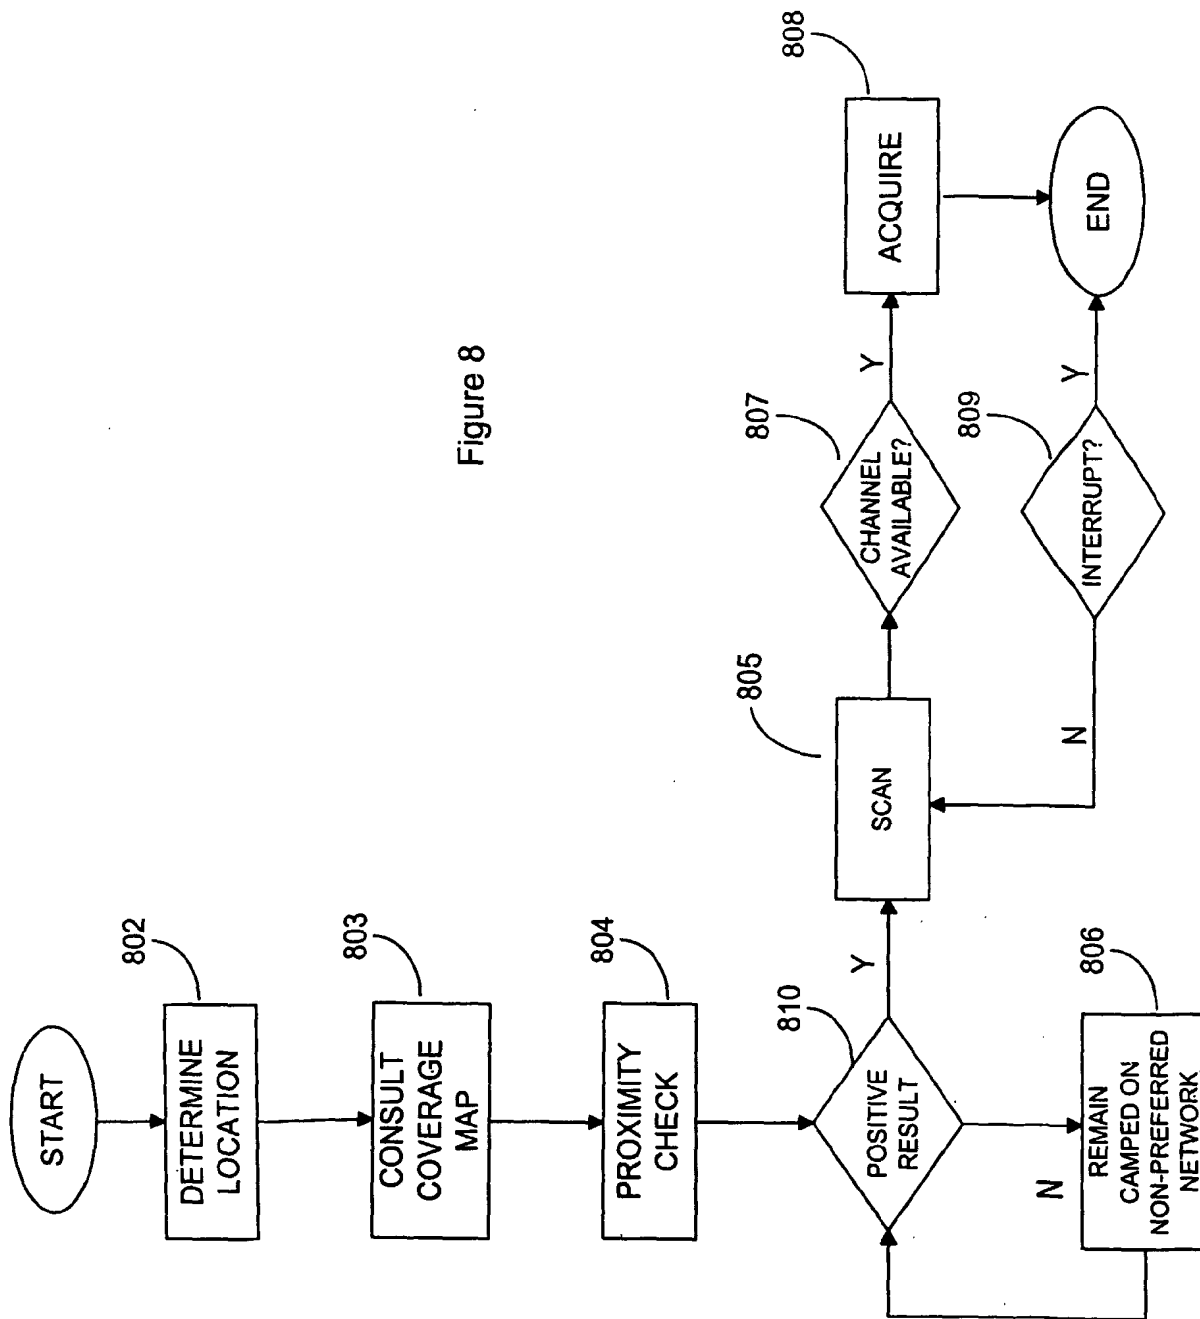 START
802
DETERMINE
LOCATION
803
CONSULT
COVERAGE
MAP
804
PROXIMITY
CHECK
810
POSITIVE
RESULT
Y
N
806
REMAIN
CAMPED ON
NON-PREFERRED
NETWORK
805
SCAN
807
CHANNEL
AVAILABLE?
Y
808
ACQUIRE
809
INTERRUPT?
N
Y
END
Figure 8